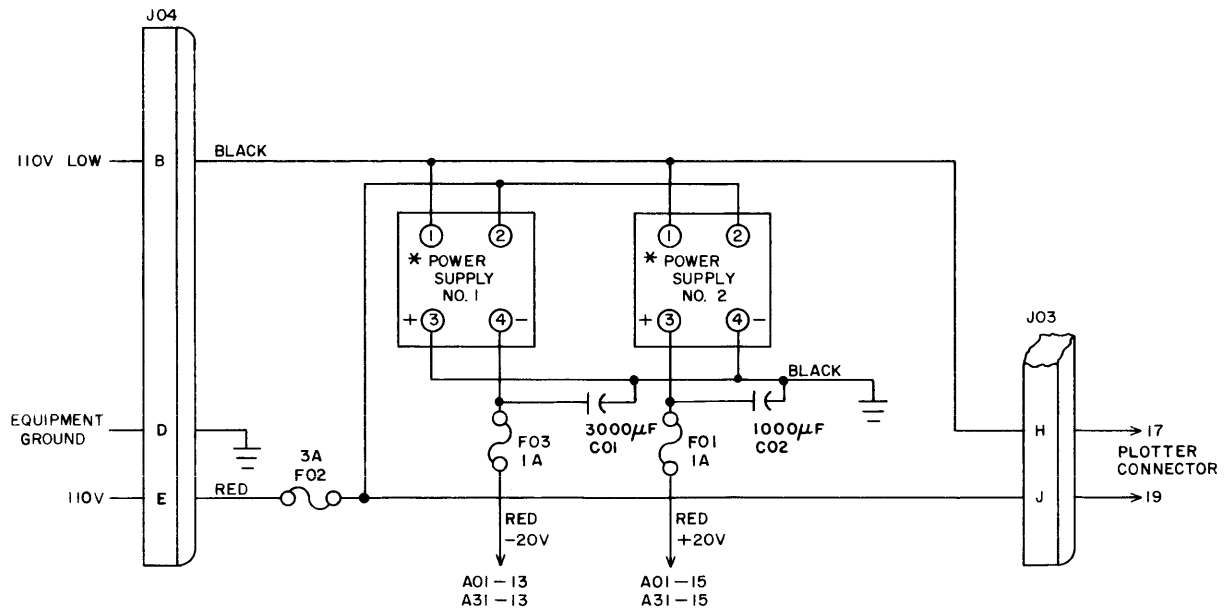 J04
110V LOW
B
BLACK
1
2
* POWER
SUPPLY
NO. 1
+ 3
4 -
1
2
* POWER
SUPPLY
NO. 2
+ 3
4 -
BLACK
J03
EQUIPMENT
GROUND
D
3000μF
C01
1000μF
C02
F03
1A
F01
1A
H
17
PLOTTER
CONNECTOR
3A
F02
110V
E
RED
J
19
RED
-20V
RED
+20V
A01-13
A31-13
A01-15
A31-15